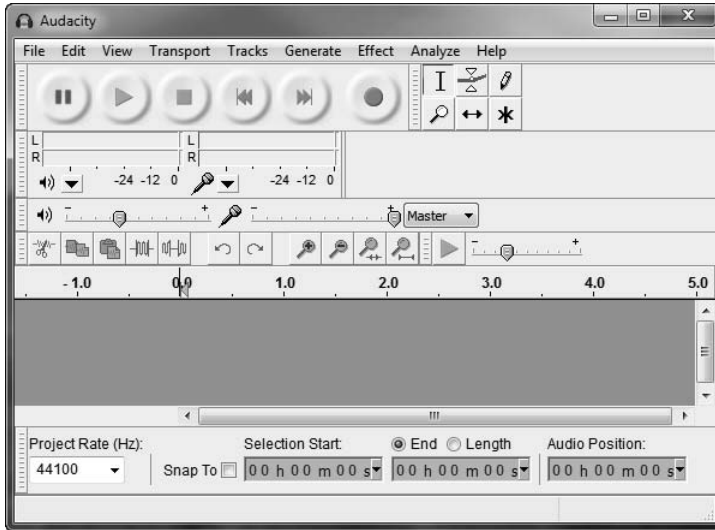 Audacity
File Edit View Transport Tracks Generate Effect Analyze Help
L L
R R
-24 -12 0 -24 -12 0
- + - + Master
- +
- 1.0 0.0 1.0 2.0 3.0 4.0 5.0
Project Rate (Hz): Selection Start: End Length Audio Position:
44100 Snap To 00 h 00 m 00 s 00 h 00 m 00 s 00 h 00 m 00 s